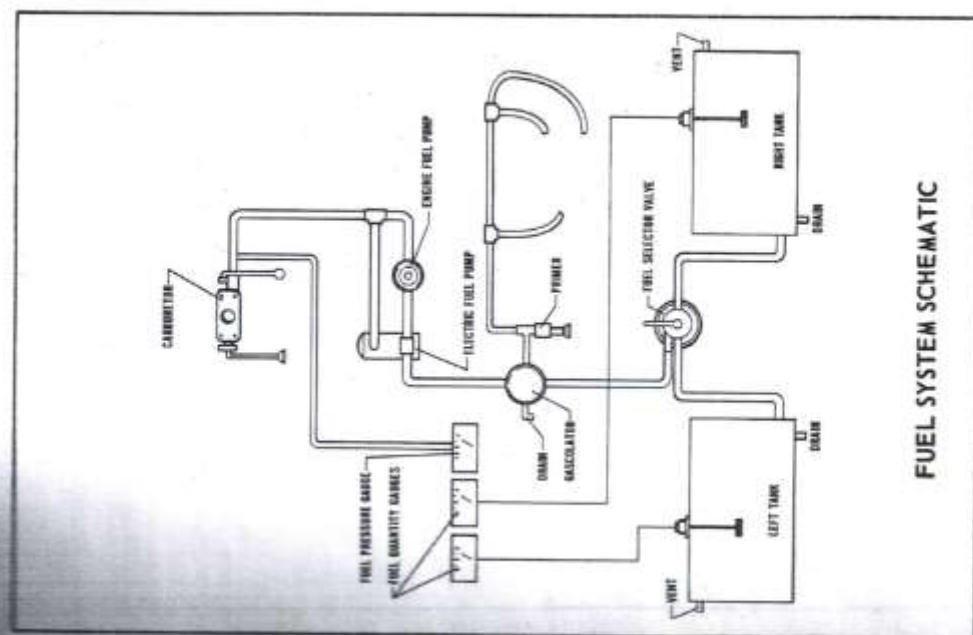 CARBURETOR
ENGINE FUEL PUMP
ELECTRIC FUEL PUMP
FUEL PRESSURE GAUGE
FUEL QUANTITY GAUGES
PRIMER
DRAIN
GASCOLATOR
FUEL SELECTOR VALVE
VENT
RIGHT TANK
DRAIN
VENT
LEFT TANK
DRAIN
FUEL SYSTEM SCHEMATIC